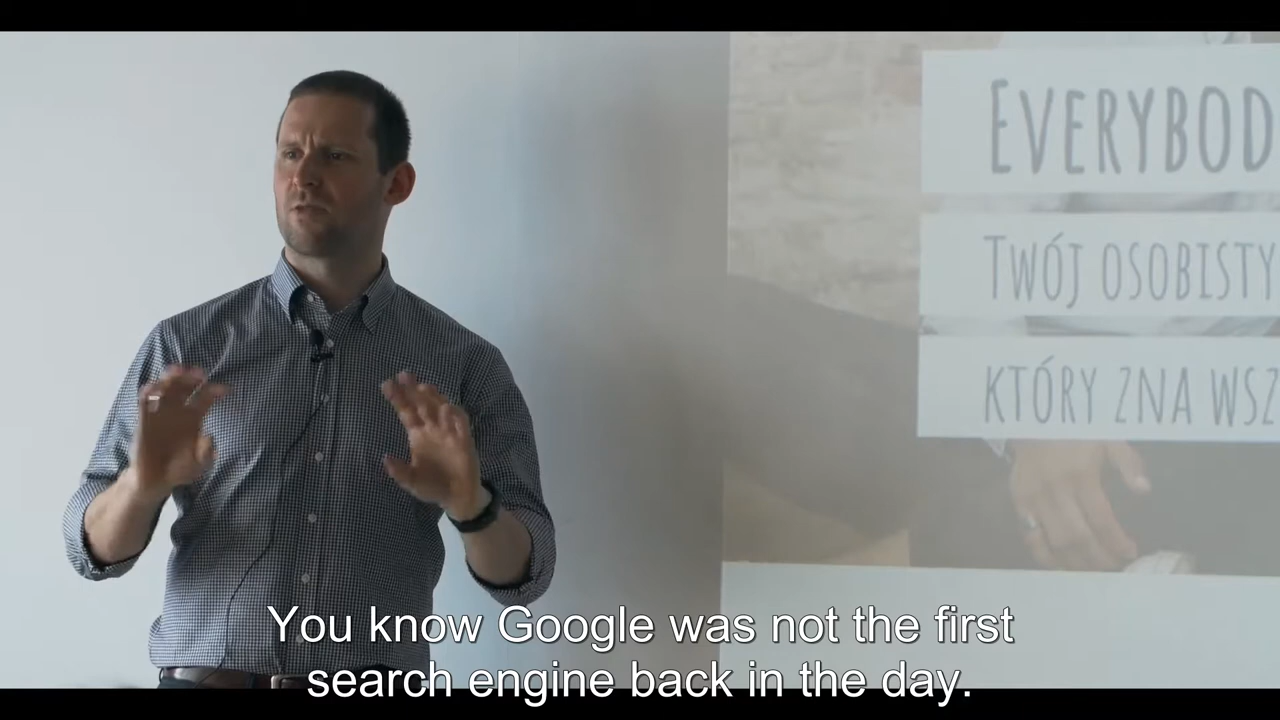 EVERYBOD
TWÓJ OSOBISTY
KTÓRY ZNA WSZ
You know Google was not the first
search engine back in the day.